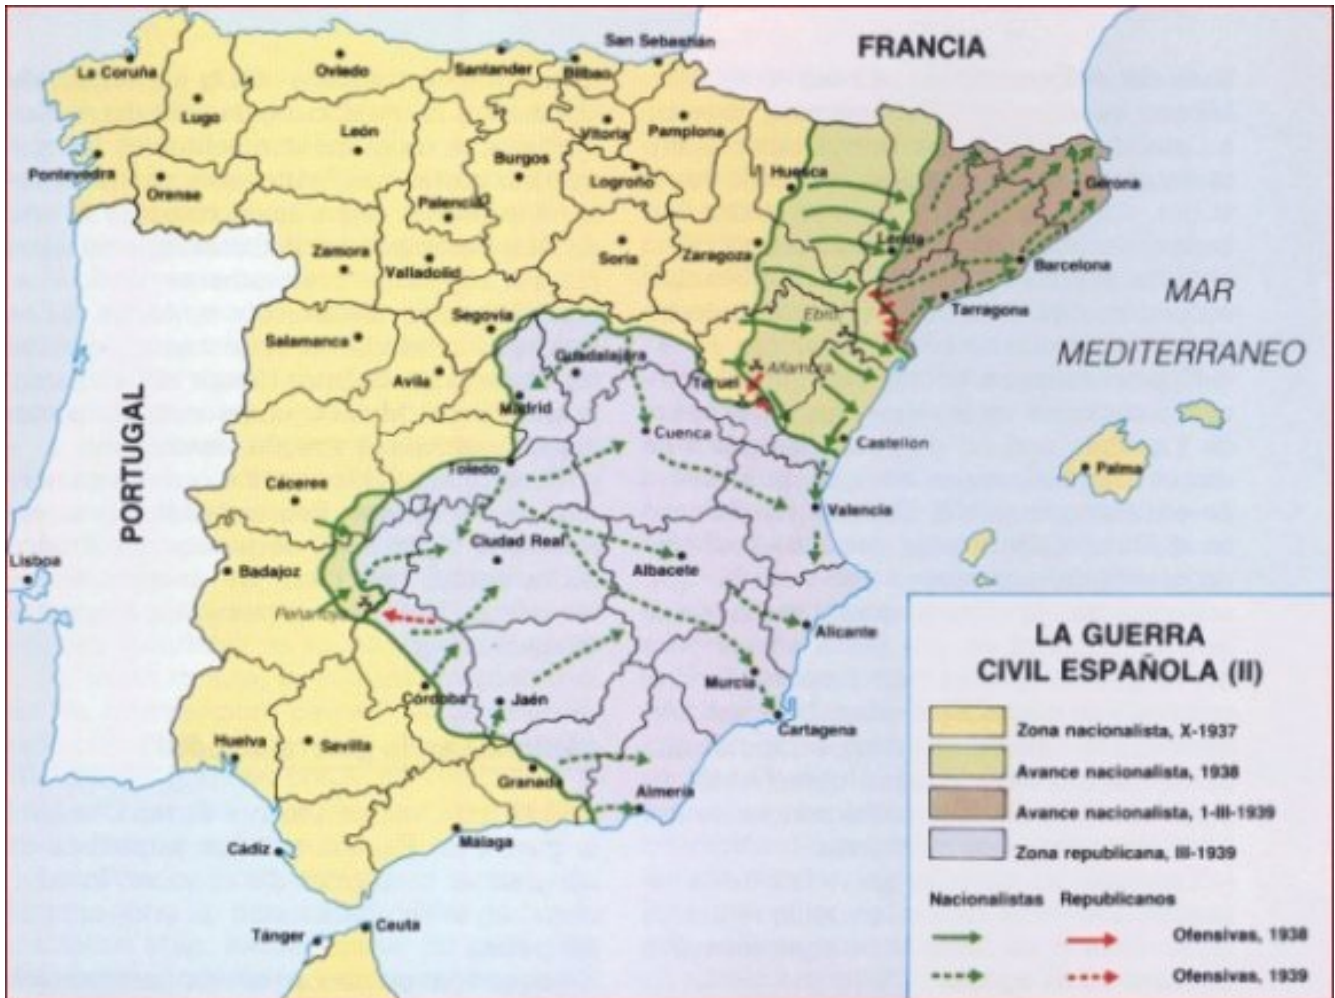 San Sebastián
FRANCIA
La Coruña
Oviedo
Santander
Bilbao
Lugo
León
Vitoria
Pamplona
Pontevedra
Orense
Burgos
Logroño
Huesca
Gerona
Palencia
Zamora
Valladolid
Soria
Zaragoza
Lérida
Barcelona
MAR
MEDITERRANEO
Segovia
Ebro
Tarragona
Salamanca
Guadalajara
Avila
Teruel
Alfambra
Madrid
PORTUGAL
Cuenca
Castellón
Toledo
Palma
Cáceres
Valencia
Ciudad Real
Lisboa
Badajoz
Albacete
Peñarroya
Alicante
Murcia
Córdoba
Jaén
Cartagena
Huelva
Sevilla
Granada
Almería
Cádiz
Málaga
Tánger
Ceuta
LA GUERRA
CIVIL ESPAÑOLA (II)
Zona nacionalista, X-1937
Avance nacionalista, 1938
Avance nacionalista, 1-III-1939
Zona republicana, III-1939
Nacionalistas Republicanos
Ofensivas, 1938
Ofensivas, 1939